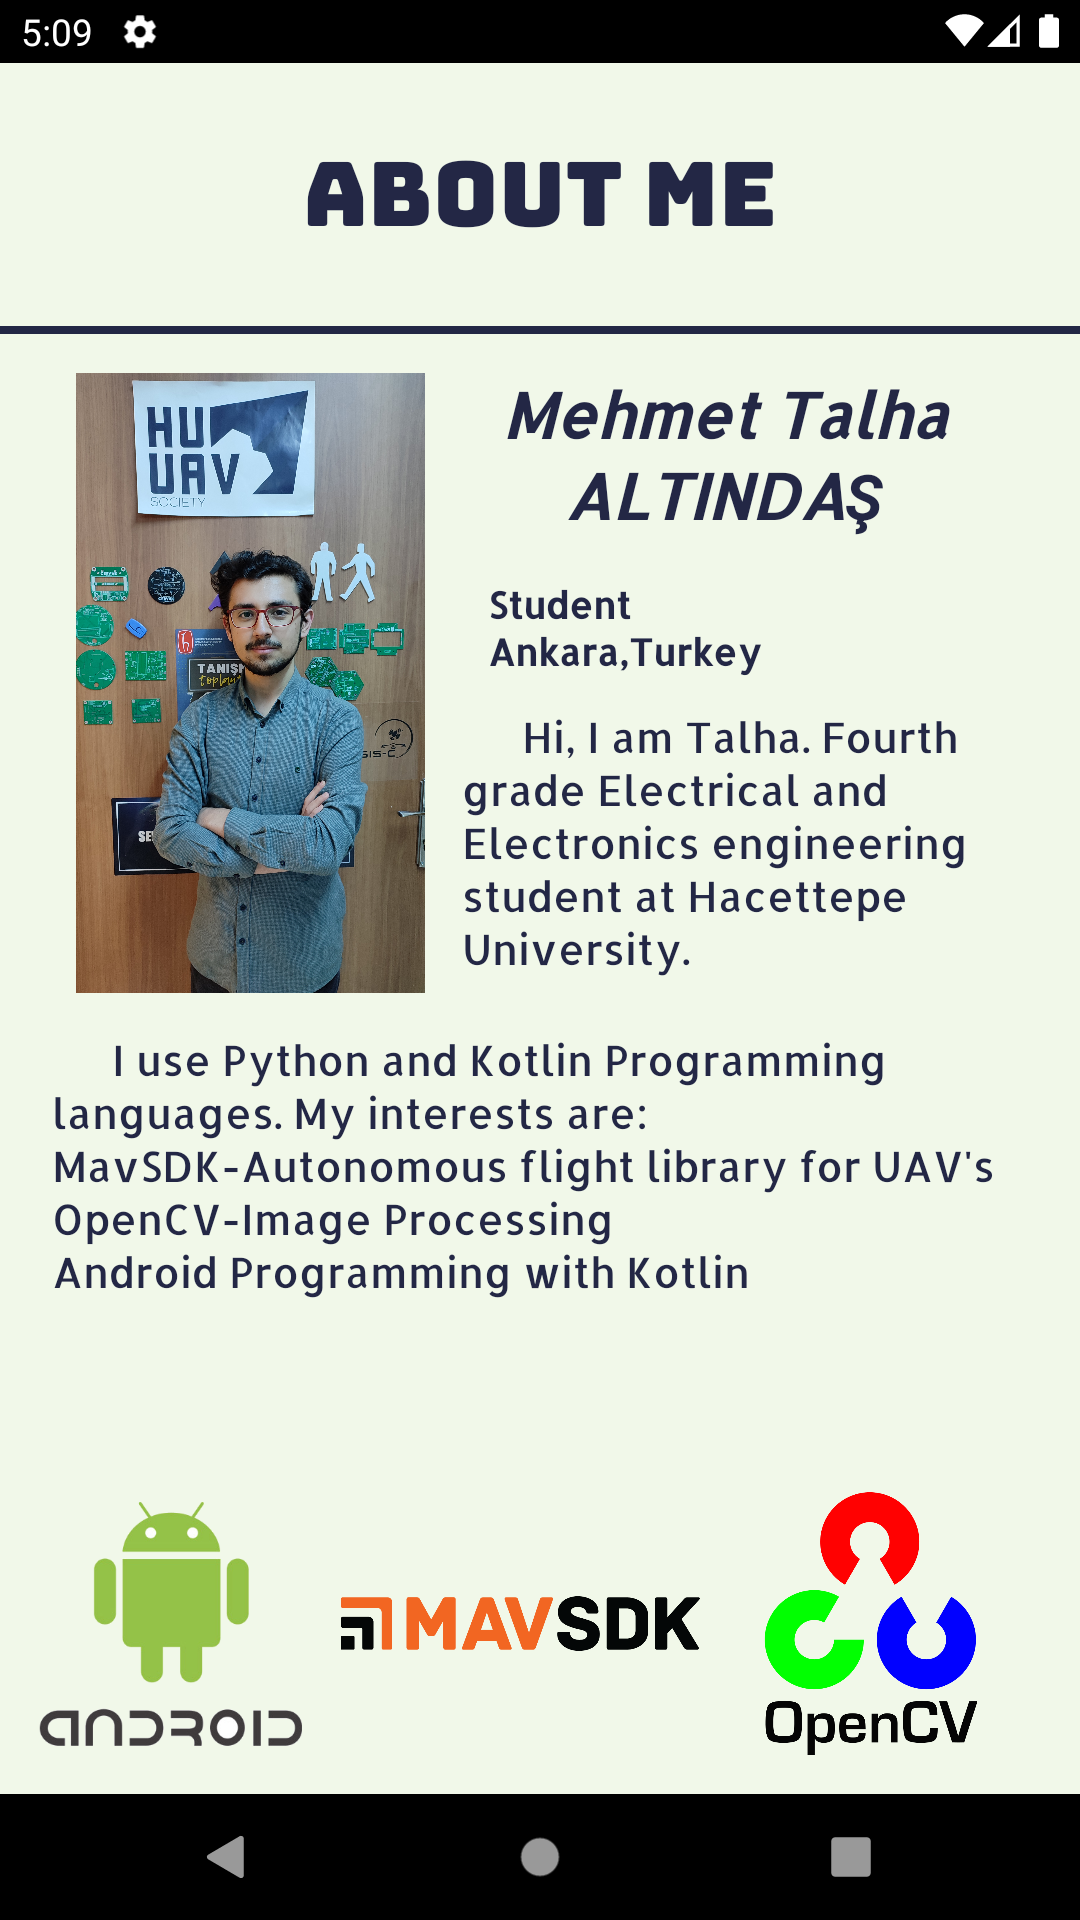 5:09
ABOUT ME
HU
UAV
SOCIETY
TANIŞM
Mehmet Talha
ALTINDAŞ
Student
Ankara,Turkey
Hi, I am Talha. Fourth
grade Electrical and
Electronics engineering
student at Hacettepe
University.
I use Python and Kotlin Programming
languages. My interests are:
MavSDK-Autonomous flight library for UAV's
OpenCV-Image Processing
Android Programming with Kotlin
ANDROID
MAVSDK
OpenCV